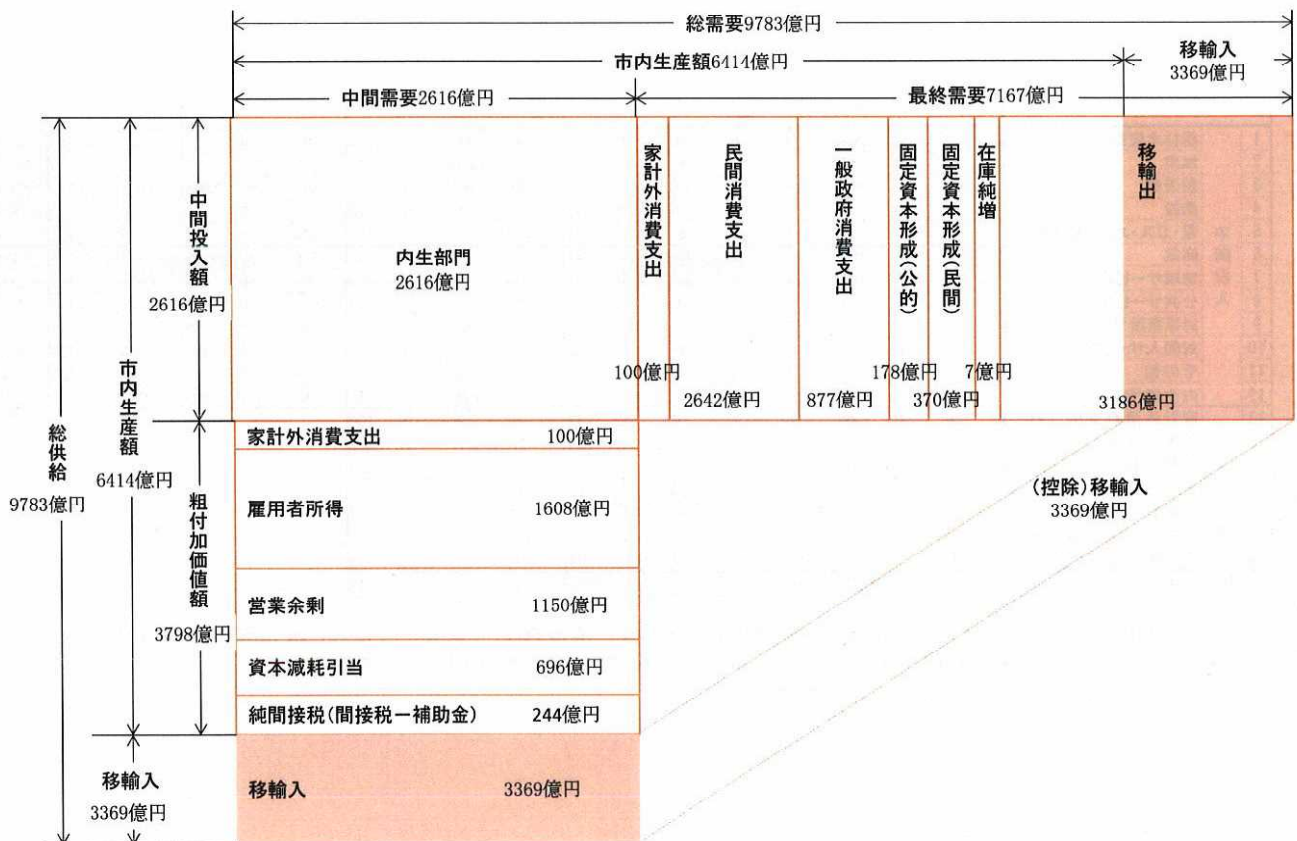 総需要9783億円
市内生産額6414億円
移輸入
3369億円
中間需要2616億円
最終需要7167億円
総供給
9783億円
市内生産額
6414億円
中間投入額
2616億円
内生部門
2616億円
家計外消費支出
100億円
民間消費支出
2642億円
一般政府消費支出
877億円
固定資本形成(公的)
178億円
固定資本形成(民間)
370億円
在庫純増
7億円
移輸出
3186億円
粗付加価値額
3798億円
家計外消費支出 100億円
雇用者所得 1608億円
営業余剰 1150億円
資本減耗引当 696億円
純間接税(間接税ー補助金) 244億円
(控除)移輸入
3369億円
移輸入
3369億円
移輸入 3369億円